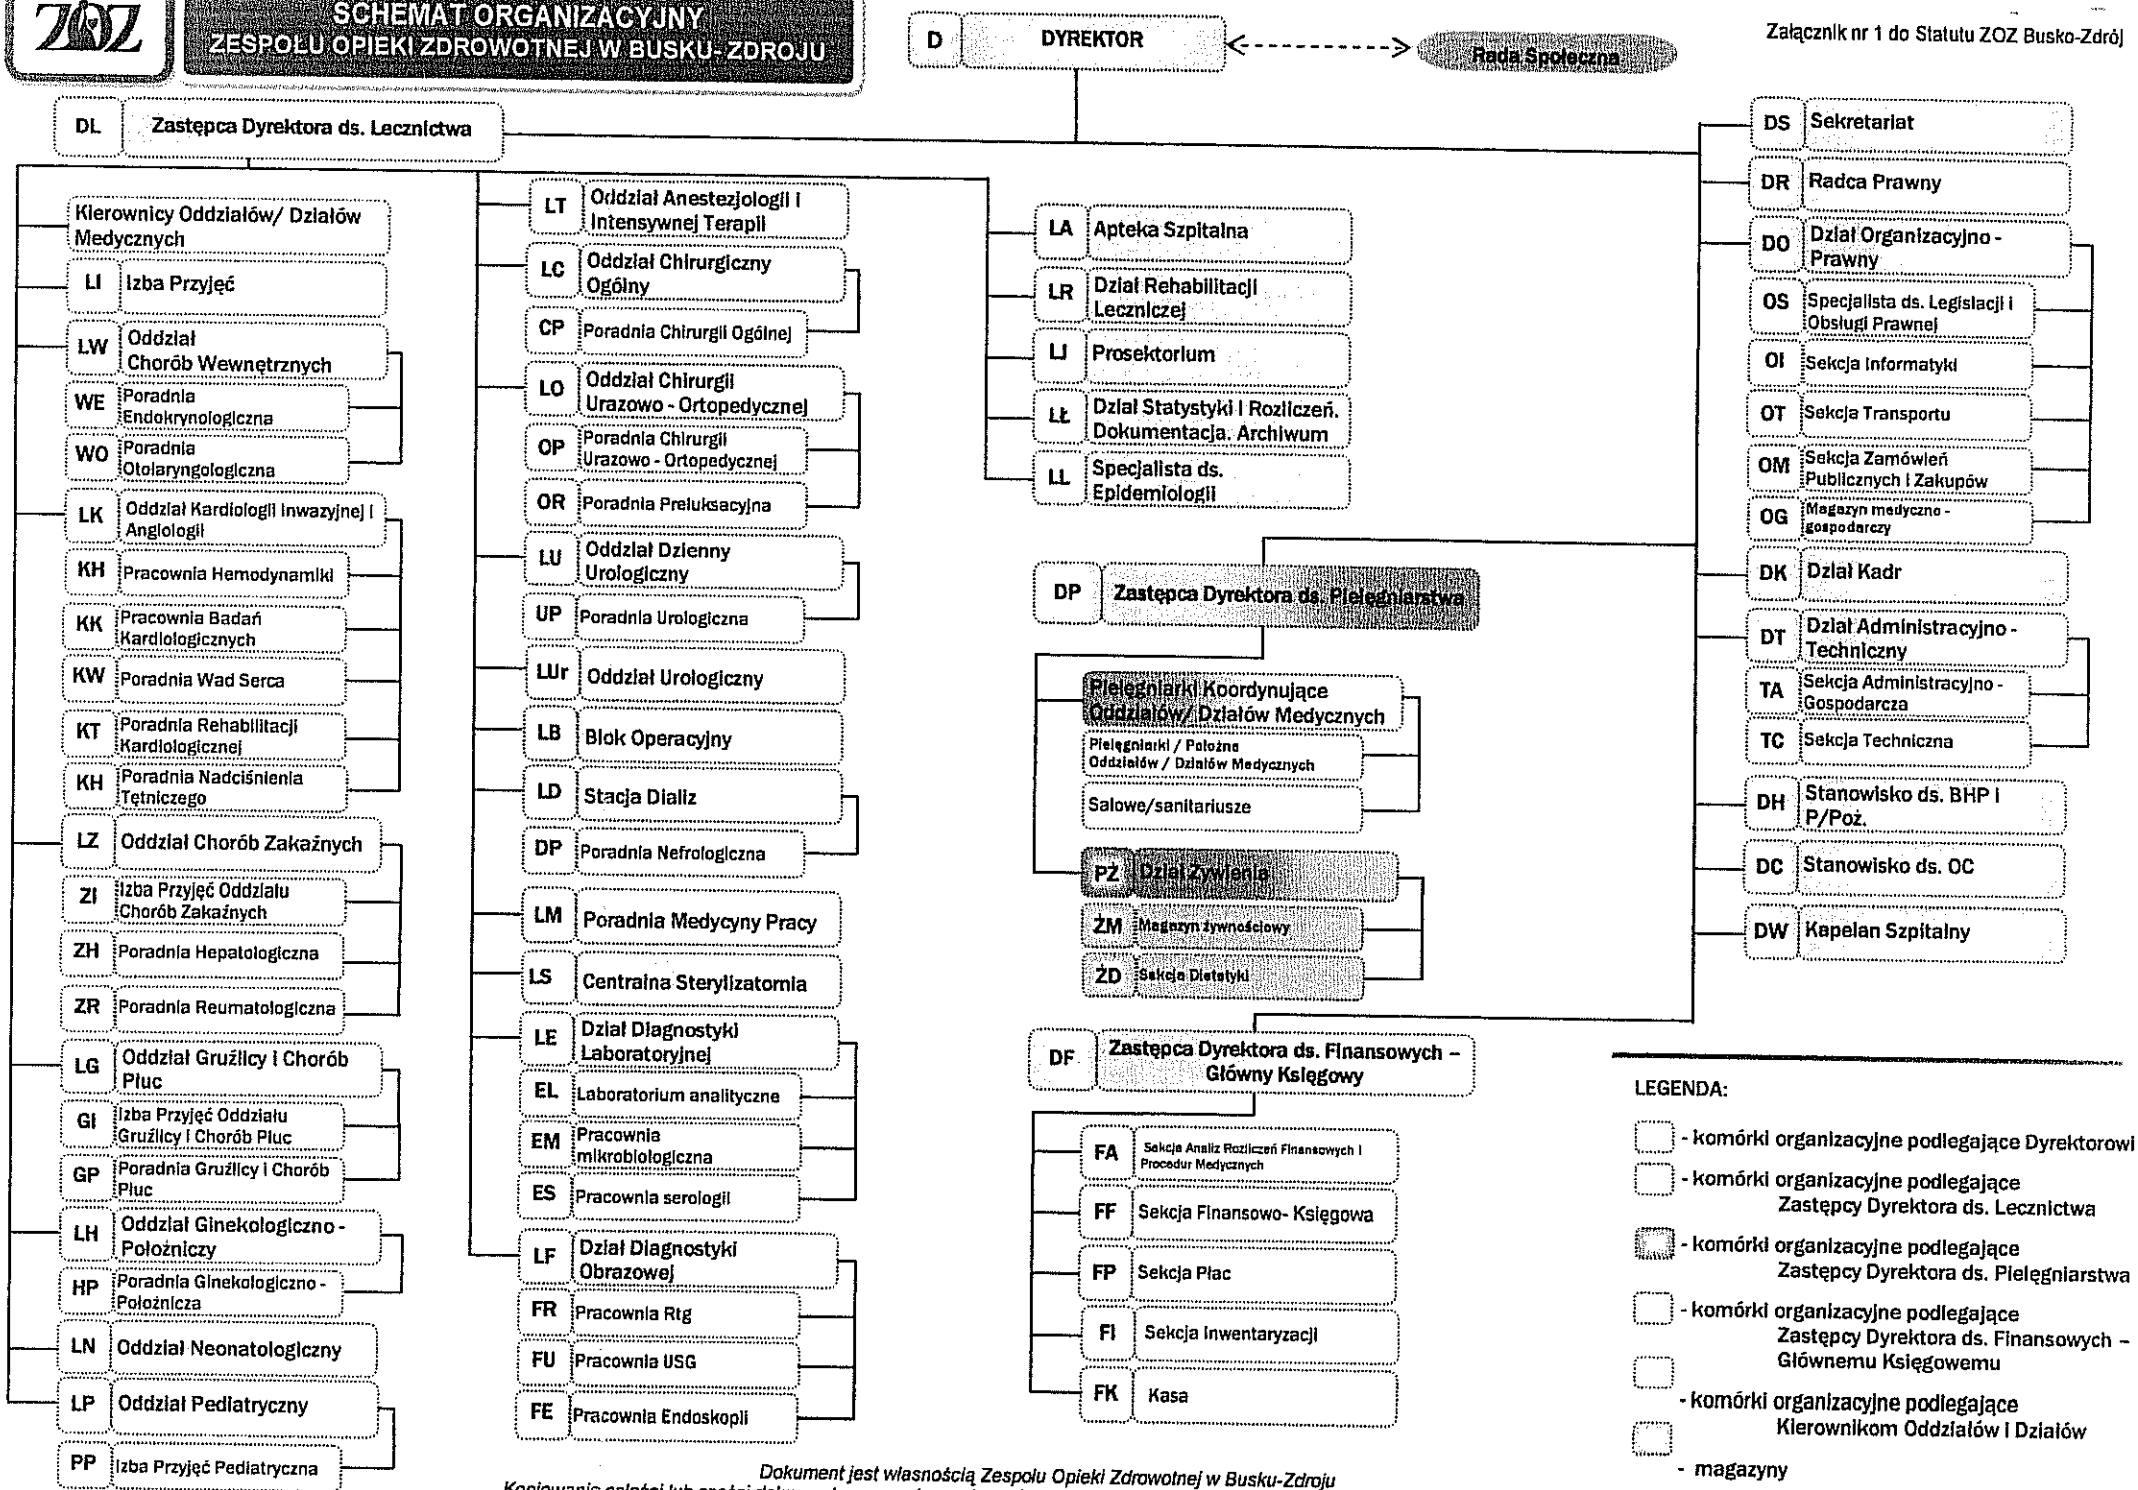 ZOZ
SCHEMAT ORGANIZACYJNY
ZESPOŁU OPIEKI ZDROWOTNEJ W BUSKU- ZDROJU
D DYREKTOR
Rada Społeczna
Załącznik nr 1 do Statutu ZOZ Busko-Zdrój
DL Zastępca Dyrektora ds. Lecznictwa
Kierownicy Oddziałów/ Działów
Medycznych
LI Izba Przyjęć
LW Oddział
Chorób Wewnętrznych
WE Poradnia
Endokrynologiczna
WO Poradnia
Otolaryngologiczna
LK Oddział Kardiologii Inwazyjnej i
Angiologii
KH Pracownia Hemodynamiki
KK Pracownia Badań
Kardiologicznych
KW Poradnia Wad Serca
KT Poradnia Rehabilitacji
Kardiologicznej
KH Poradnia Nadciśnienia
Tętniczego
LZ Oddział Chorób Zakaźnych
ZI Izba Przyjęć Oddziału
Chorób Zakaźnych
ZH Poradnia Hepatologiczna
ZR Poradnia Reumatologiczna
LG Oddział Gruźlicy i Chorób
Płuc
GI Izba Przyjęć Oddziału
Gruźlicy i Chorób Płuc
GP Poradnia Gruźlicy i Chorób
Płuc
LH Oddział Ginekologiczno -
Położniczy
HP Poradnia Ginekologiczno -
Położnicza
LN Oddział Neonatologiczny
LP Oddział Pediatryczny
PP Izba Przyjęć Pediatryczna
LT Oddział Anestezjologii i
Intensywnej Terapii
LC Oddział Chirurgiczny
Ogólny
CP Poradnia Chirurgii Ogólnej
LO Oddział Chirurgii
Urazowo - Ortopedycznej
OP Poradnia Chirurgii
Urazowo - Ortopedycznej
OR Poradnia Preluksacyjna
LU Oddział Dzienny
Urologiczny
UP Poradnia Urologiczna
LUr Oddział Urologiczny
LB Blok Operacyjny
LD Stacja Dializ
DP Poradnia Nefrologiczna
LM Poradnia Medycyny Pracy
LS Centralna Sterylizatornia
LE Dział Diagnostyki
Laboratoryjnej
EL Laboratorium analityczne
EM Pracownia
mikrobiologiczna
ES Pracownia serologii
LF Dział Diagnostyki
Obrazowej
FR Pracownia Rtg
FU Pracownia USG
FE Pracownia Endoskopii
LA Apteka Szpitalna
LR Dział Rehabilitacji
Leczniczej
LJ Prosektorium
LŁ Dział Statystyki i Rozliczeń.
Dokumentacja. Archiwum
LL Specjalista ds.
Epidemiologii
DP Zastępca Dyrektora ds. Pielęgniarstwa
Pielęgniarki Koordynujące
Oddziałów/ Działów Medycznych
Pielęgniarki / Położne
Oddziałów / Działów Medycznych
Salowe/sanitariusze
PŻ Dział Żywienia
ŻM Magazyn żywnościowy
ŻD Sekcja Dietetyki
DF Zastępca Dyrektora ds. Finansowych –
Główny Księgowy
FA Sekcja Analiz Rozliczeń Finansowych i
Procedur Medycznych
FF Sekcja Finansowo- Księgowa
FP Sekcja Płac
FI Sekcja Inwentaryzacji
FK Kasa
DS Sekretariat
DR Radca Prawny
DO Dział Organizacyjno -
Prawny
OS Specjalista ds. Legislacji i
Obsługi Prawnej
OI Sekcja Informatyki
OT Sekcja Transportu
OM Sekcja Zamówień
Publicznych i Zakupów
OG Magazyn medyczno -
gospodarczy
DK Dział Kadr
DT Dział Administracyjno -
Techniczny
TA Sekcja Administracyjno -
Gospodarcza
TC Sekcja Techniczna
DH Stanowisko ds. BHP i
P/Poż.
DC Stanowisko ds. OC
DW Kapelan Szpitalny
LEGENDA:
- komórki organizacyjne podlegające Dyrektorowi
- komórki organizacyjne podlegające
Zastępcy Dyrektora ds. Lecznictwa
- komórki organizacyjne podlegające
Zastępcy Dyrektora ds. Pielęgniarstwa
- komórki organizacyjne podlegające
Zastępcy Dyrektora ds. Finansowych –
Głównemu Księgowemu
- komórki organizacyjne podlegające
Kierownikom Oddziałów i Działów
- magazyny
Dokument jest własnością Zespołu Opieki Zdrowotnej w Busku-Zdroju